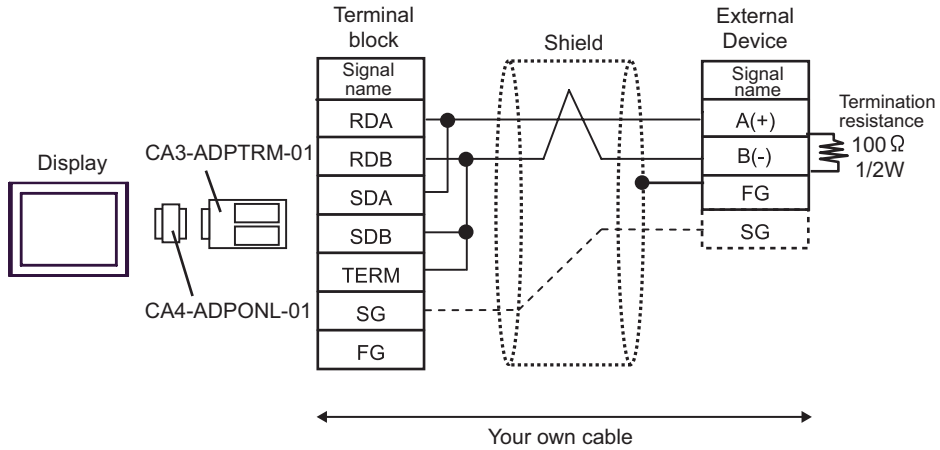 Terminal
block
Shield
External
Device
Signal
name
Signal
name
Termination
resistance
100 Ω
1/2W
RDA
A(+)
Display
CA3-ADPTRM-01
RDB
B(-)
SDA
FG
SDB
SG
TERM
CA4-ADPONL-01
SG
FG
Your own cable